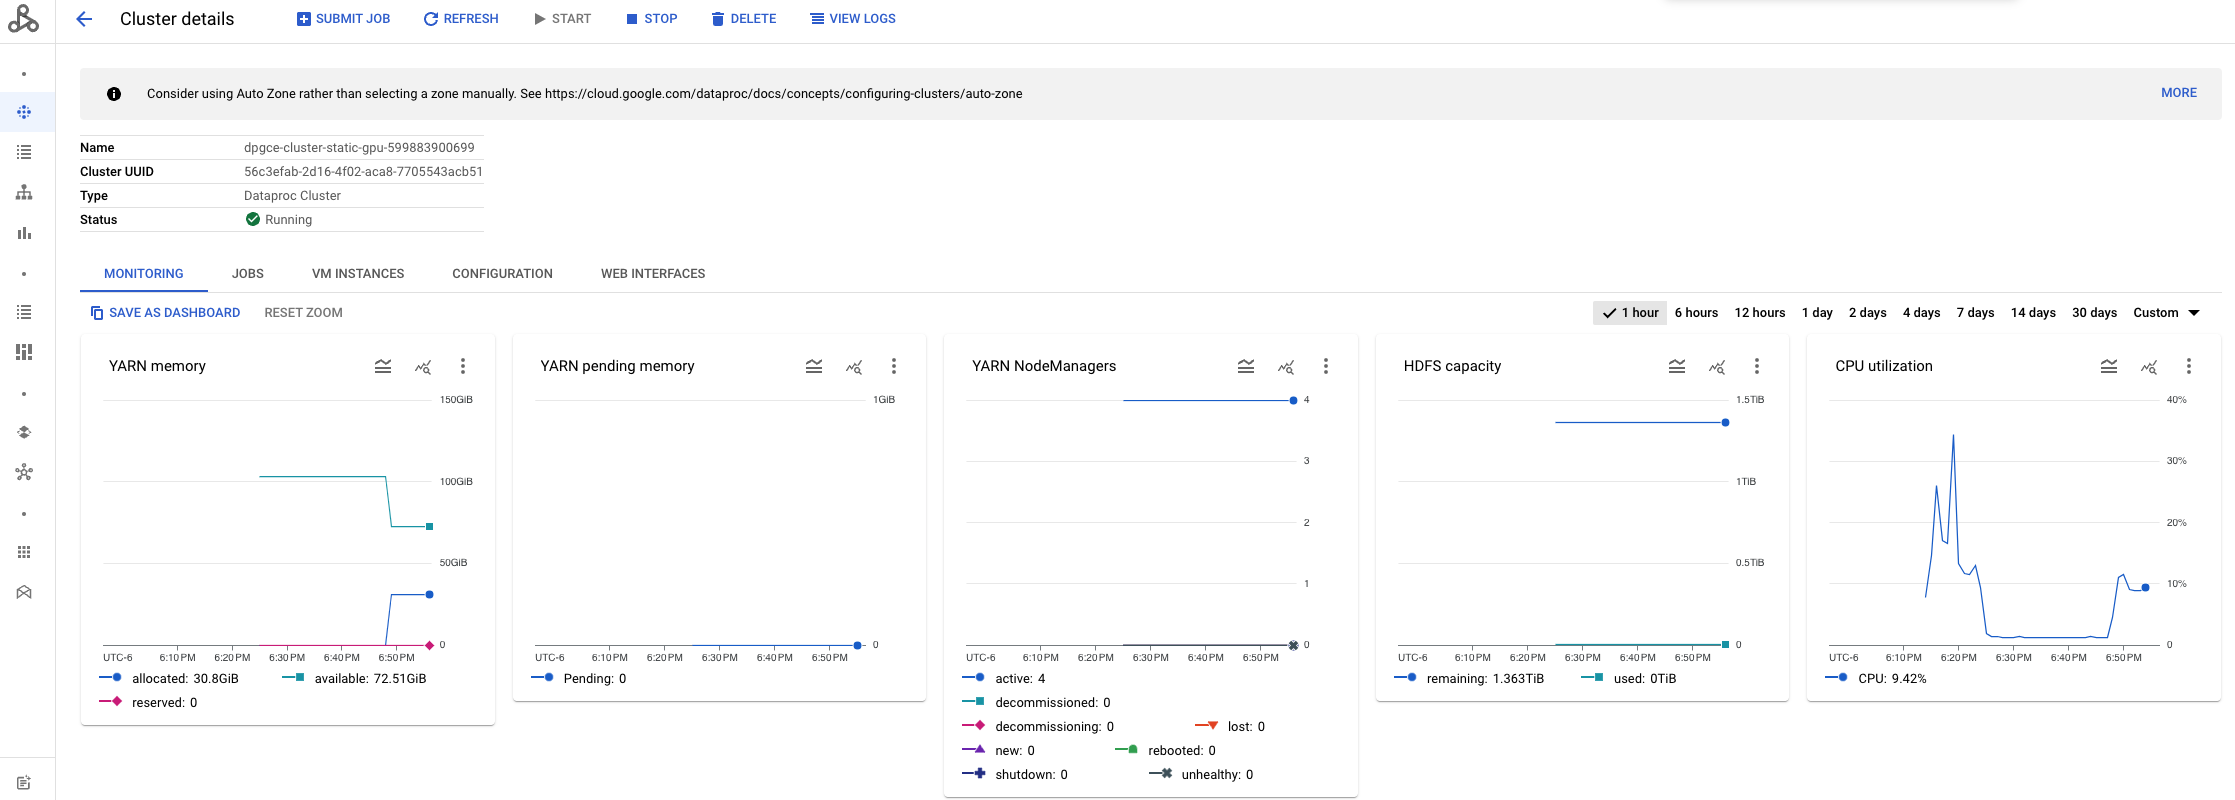 Cluster details
SUBMIT JOB REFRESH START STOP DELETE VIEW LOGS
Consider using Auto Zone rather than selecting a zone manually. See https://cloud.google.com/dataproc/docs/concepts/configuring-clusters/auto-zone MORE
Name dpgce-cluster-static-gpu-599883900699
Cluster UUID 56c3efab-2d16-4f02-aca8-7705543acb51
Type Dataproc Cluster
Status Running
MONITORING JOBS VM INSTANCES CONFIGURATION WEB INTERFACES
SAVE AS DASHBOARD RESET ZOOM 1 hour 6 hours 12 hours 1 day 2 days 4 days 7 days 14 days 30 days Custom
YARN memory
150GiB
100GiB
50GiB
0
UTC-6 6:10 PM 6:20 PM 6:30 PM 6:40 PM 6:50 PM
allocated: 30.8GiB available: 72.51GiB
reserved: 0
YARN pending memory
1GiB
0
UTC-6 6:10 PM 6:20 PM 6:30 PM 6:40 PM 6:50 PM
Pending: 0
YARN NodeManagers
4
3
2
1
0
UTC-6 6:10 PM 6:20 PM 6:30 PM 6:40 PM 6:50 PM
active: 4
decommissioned: 0
decommissioning: 0 lost: 0
new: 0 rebooted: 0
shutdown: 0 unhealthy: 0
HDFS capacity
1.5TiB
1TiB
0.5TiB
0
UTC-6 6:10 PM 6:20 PM 6:30 PM 6:40 PM 6:50 PM
remaining: 1.363TiB used: 0TiB
CPU utilization
40%
30%
20%
10%
0
UTC-6 6:10 PM 6:20 PM 6:30 PM 6:40 PM 6:50 PM
CPU: 9.42%